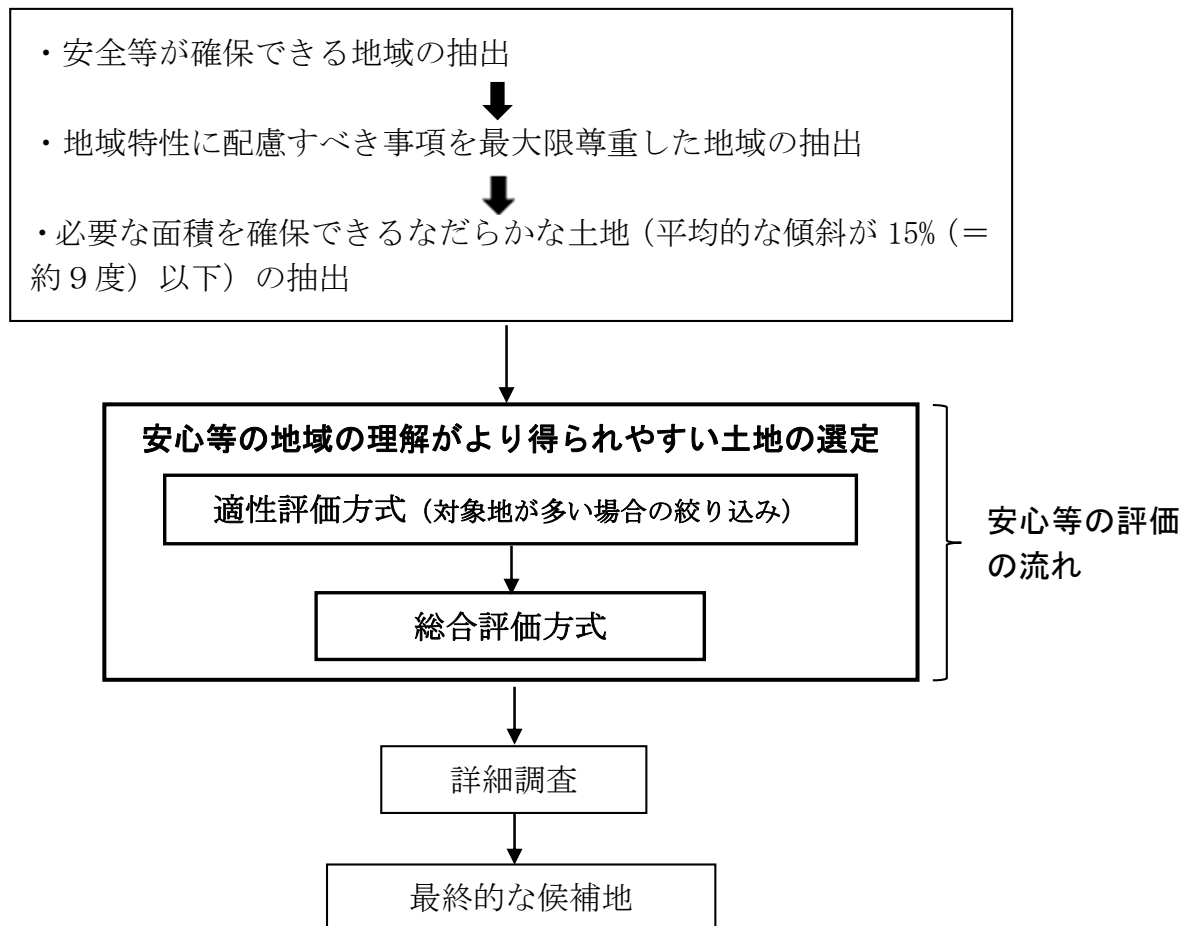 ・安全等が確保できる地域の抽出
・地域特性に配慮すべき事項を最大限尊重した地域の抽出
・必要な面積を確保できるなだらかな土地（平均的な傾斜が 15%（＝
約９度）以下）の抽出
安心等の地域の理解がより得られやすい土地の選定
適性評価方式（対象地が多い場合の絞り込み）
総合評価方式
安心等の評価
の流れ
詳細調査
最終的な候補地